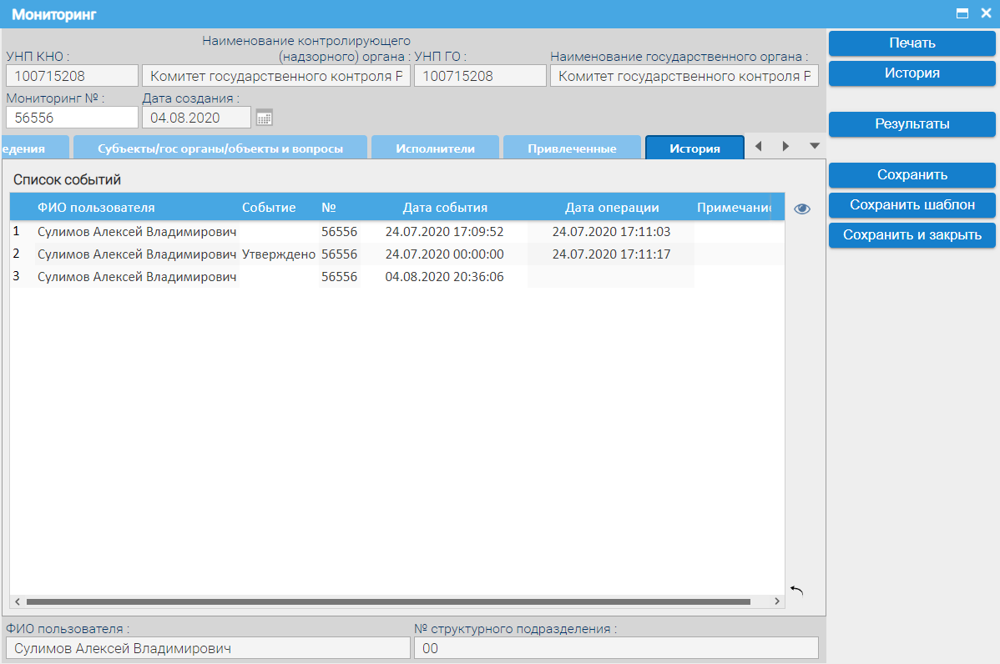 Мониторинг
Наименование контролирующего
УНП КНО :
(надзорного) органа :
УНП ГО :
Наименование государственного органа :
100715208
Комитет государственного контроля Р
100715208
Комитет государственного контроля Р
Мониторинг № :
Дата создания :
56556
04.08.2020
едения
Субъекты/гос органы/объекты и вопросы
Исполнители
Привлеченные
История
Список событий
ФИО пользователя Событие № Дата события Дата операции Примечание
1 Сулимов Алексей Владимирович 56556 24.07.2020 17:09:52 24.07.2020 17:11:03
2 Сулимов Алексей Владимирович Утверждено 56556 24.07.2020 00:00:00 24.07.2020 17:11:17
3 Сулимов Алексей Владимирович 56556 04.08.2020 20:36:06
ФИО пользователя :
№ структурного подразделения :
Сулимов Алексей Владимирович
00
Печать
История
Результаты
Сохранить
Сохранить шаблон
Сохранить и закрыть